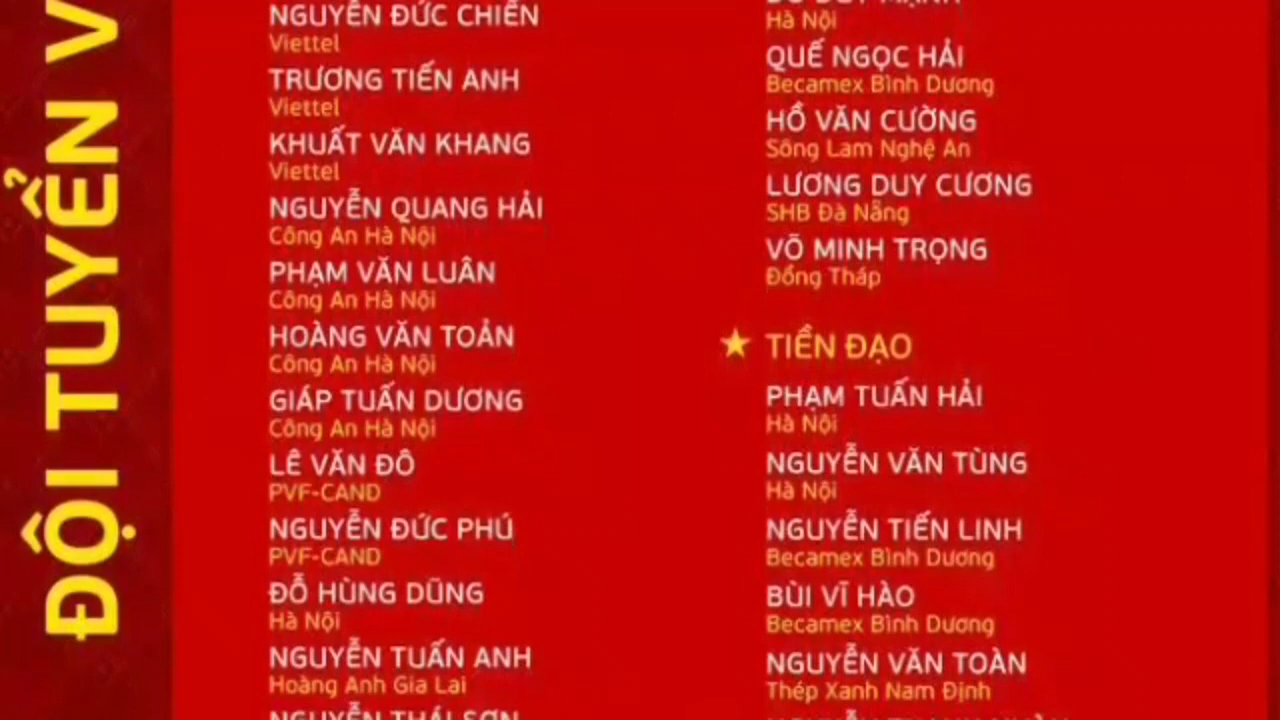 ĐỘI TUYỂN V
NGUYỄN ĐỨC CHIẾN
Viettel
TRƯƠNG TIẾN ANH
Viettel
KHUẤT VĂN KHANG
Viettel
NGUYỄN QUANG HẢI
Công An Hà Nội
PHẠM VĂN LUÂN
Công An Hà Nội
HOÀNG VĂN TOẢN
Công An Hà Nội
GIÁP TUẤN DƯƠNG
Công An Hà Nội
LÊ VĂN ĐÔ
PVF-CAND
NGUYỄN ĐỨC PHÚ
PVF-CAND
ĐỖ HÙNG DŨNG
Hà Nội
NGUYỄN TUẤN ANH
Hoàng Anh Gia Lai
NGUYỄN THÁI SƠN
Hà Nội
QUẾ NGỌC HẢI
Becamex Bình Dương
HỒ VĂN CƯỜNG
Sông Lam Nghệ An
LƯƠNG DUY CƯƠNG
SHB Đà Nẵng
VÕ MINH TRỌNG
Đồng Tháp
TIỀN ĐẠO
PHẠM TUẤN HẢI
Hà Nội
NGUYỄN VĂN TÙNG
Hà Nội
NGUYỄN TIẾN LINH
Becamex Bình Dương
BÙI VĨ HÀO
Becamex Bình Dương
NGUYỄN VĂN TOÀN
Thép Xanh Nam Định